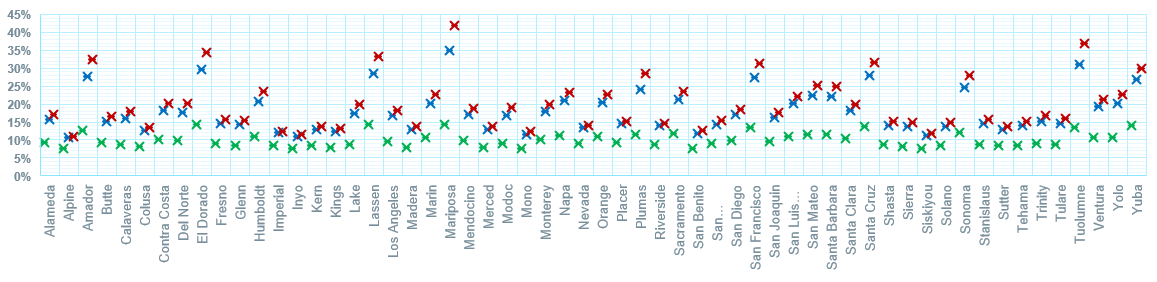 45%
40%
35%
30%
25%
20%
15%
10%
5%
0%
Alameda
Alpine
Amador
Butte
Calaveras
Colusa
Contra Costa
Del Norte
El Dorado
Fresno
Glenn
Humboldt
Imperial
Inyo
Kern
Kings
Lake
Lassen
Los Angeles
Madera
Marin
Mariposa
Mendocino
Merced
Modoc
Mono
Monterey
Napa
Nevada
Orange
Placer
Plumas
Riverside
Sacramento
San Benito
San…
San Diego
San Francisco
San Joaquin
San Luis…
San Mateo
Santa Barbara
Santa Clara
Santa Cruz
Shasta
Sierra
Siskiyou
Solano
Sonoma
Stanislaus
Sutter
Tehama
Trinity
Tulare
Tuolumne
Ventura
Yolo
Yuba